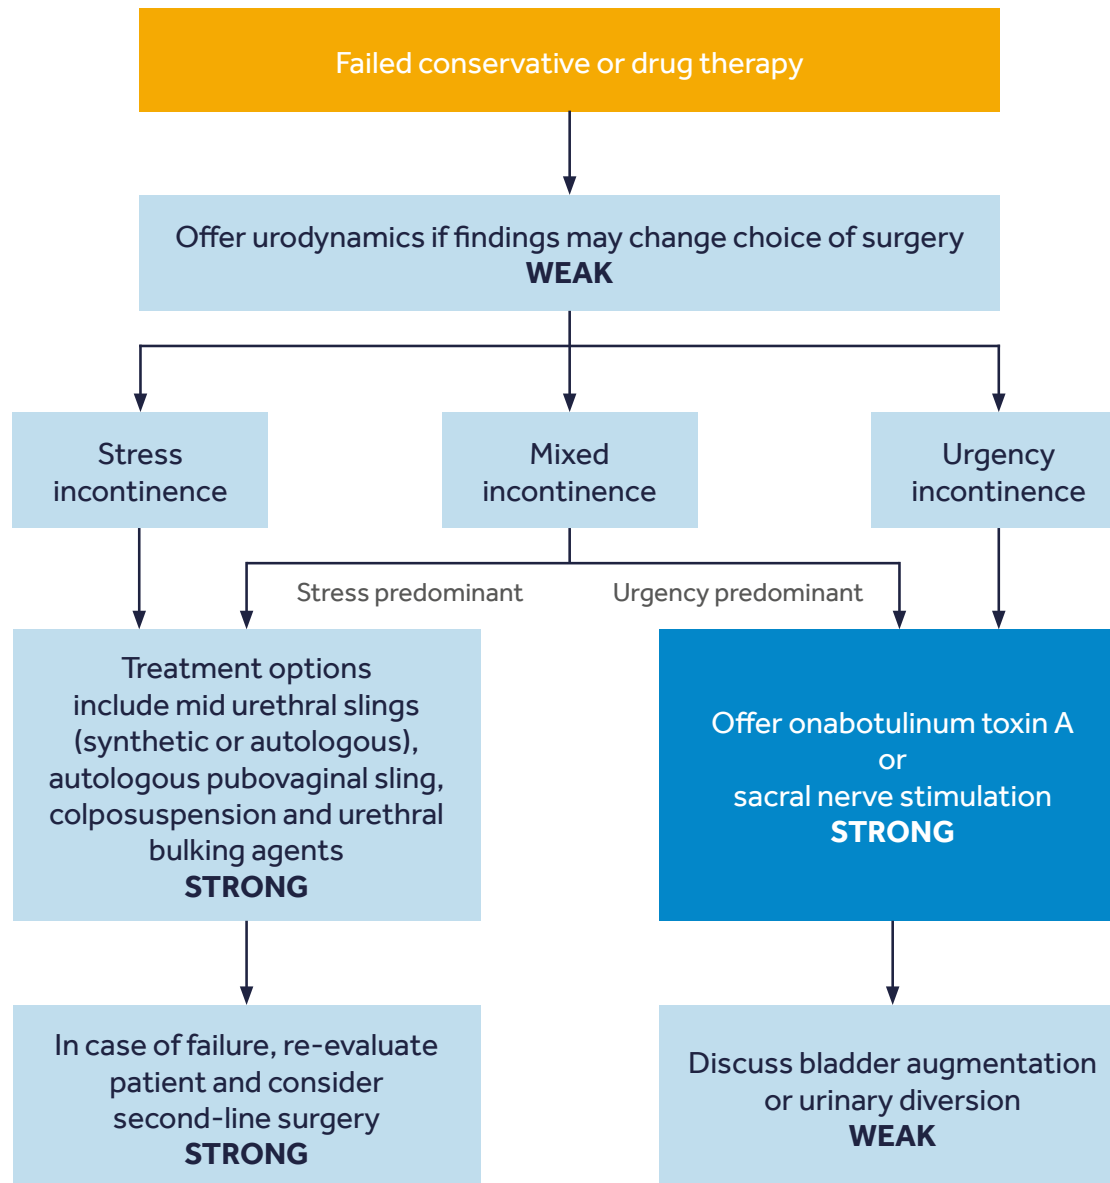 Failed conservative or drug therapy
Offer urodynamics if findings may change choice of surgery
WEAK
Stress
incontinence
Mixed
incontinence
Urgency
incontinence
Stress predominant
Urgency predominant
Treatment options
include mid urethral slings
(synthetic or autologous),
autologous pubovaginal sling,
colposuspension and urethral
bulking agents
STRONG
Offer onabotulinum toxin A
or
sacral nerve stimulation
STRONG
In case of failure, re-evaluate
patient and consider
second-line surgery
STRONG
Discuss bladder augmentation
or urinary diversion
WEAK